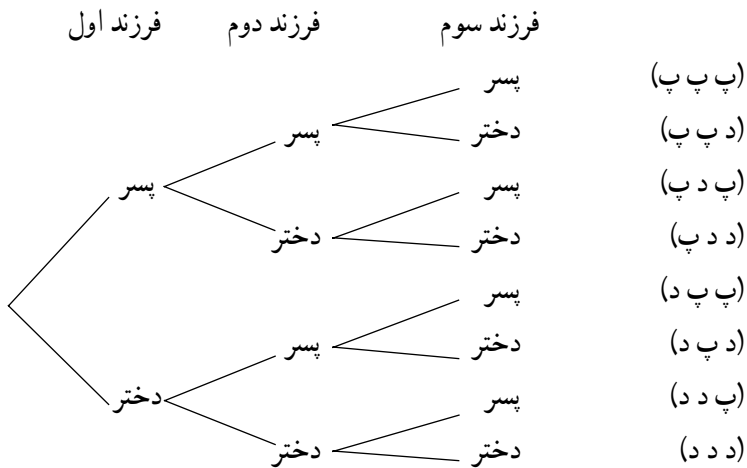 فرزند اول فرزند دوم فرزند سوم
پسر (پ پ پ)
پسر دختر (د پ پ)
پسر پسر (پ د پ)
دختر دختر (د د پ)
پسر (پ پ د)
پسر دختر (د پ د)
دختر پسر (پ د د)
دختر دختر (د د د)